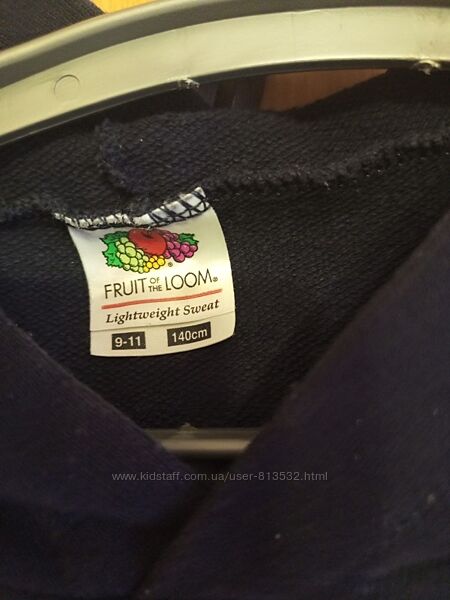 FRUIT OF THE LOOM®
Lightweight Sweat
9-11 140cm
www.kidstaff.com.ua/user-813532.html